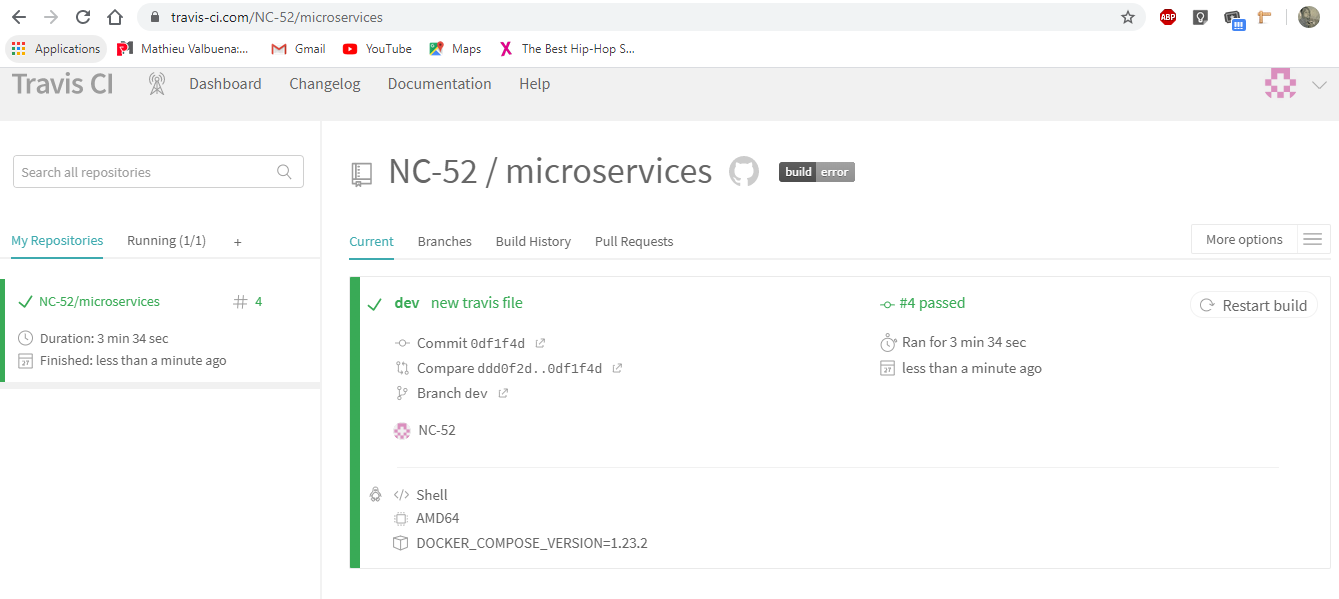 travis-ci.com/NC-52/microservices
ABP
Applications Mathieu Valbuena:... Gmail YouTube Maps The Best Hip-Hop S...
Travis CI Dashboard Changelog Documentation Help
Search all repositories
NC-52 / microservices build error
My Repositories Running (1/1) +
Current Branches Build History Pull Requests More options
NC-52/microservices # 4
Duration: 3 min 34 sec
Finished: less than a minute ago
dev new travis file #4 passed Restart build
Commit 0df1f4d Ran for 3 min 34 sec
Compare ddd0f2d..0df1f4d less than a minute ago
Branch dev
NC-52
</> Shell
AMD64
DOCKER_COMPOSE_VERSION=1.23.2